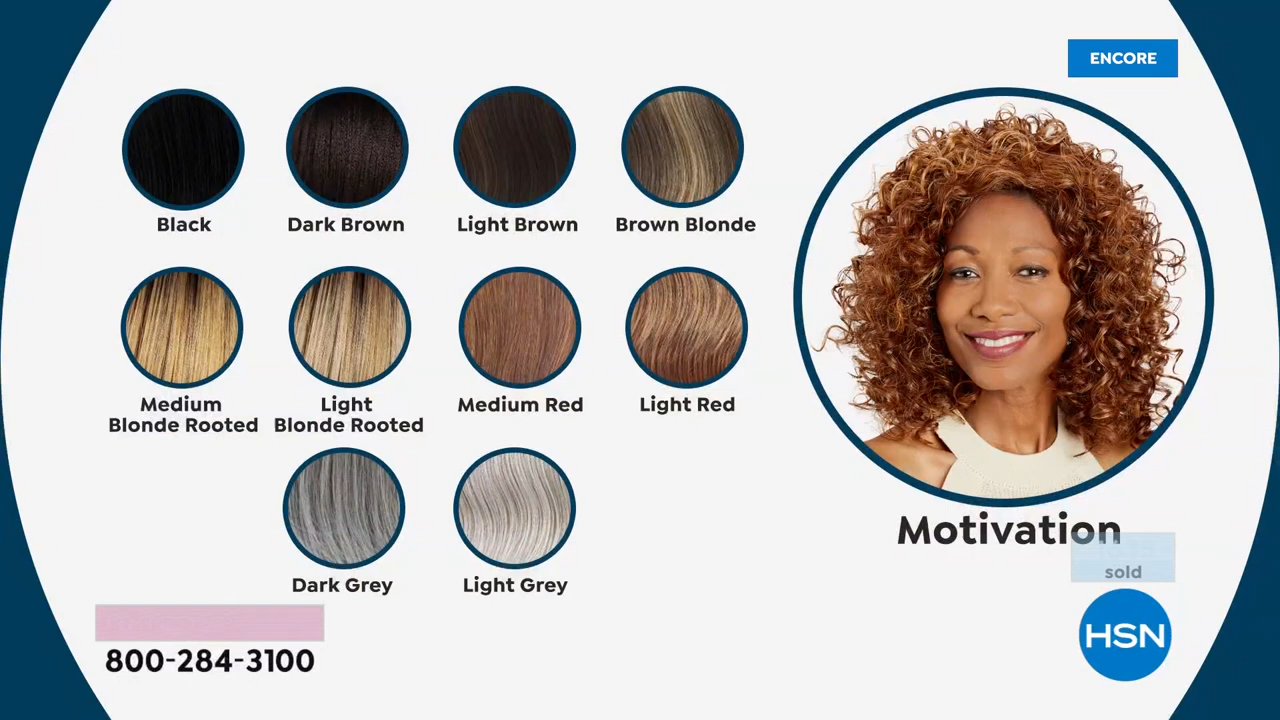 ENCORE
Black
Dark Brown
Light Brown
Brown Blonde
Medium
Blonde Rooted
Light
Blonde Rooted
Medium Red
Light Red
Dark Grey
Light Grey
Motivation
sold
HSN
800-284-3100